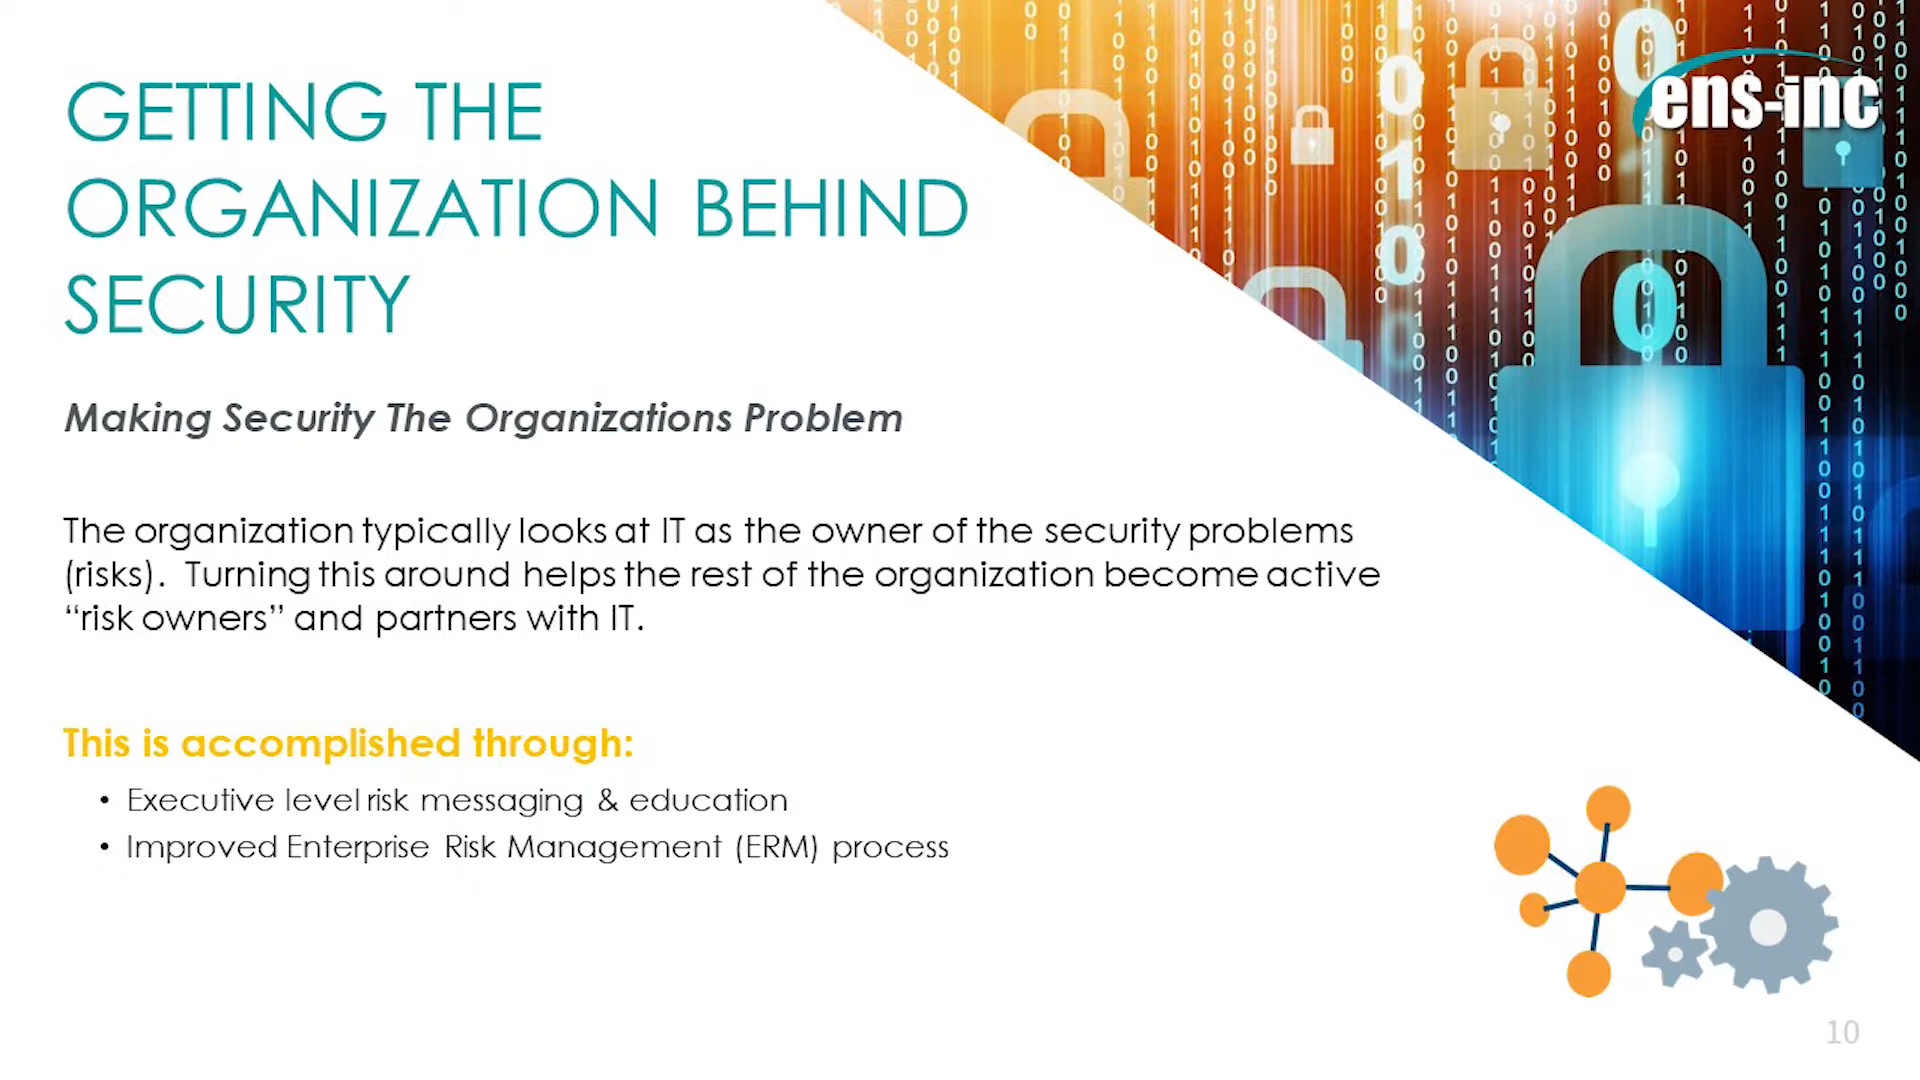 ens-inc
GETTING THE
ORGANIZATION BEHIND
SECURITY
Making Security The Organizations Problem
The organization typically looks at IT as the owner of the security problems
(risks).  Turning this around helps the rest of the organization become active
“risk owners” and partners with IT.
This is accomplished through:
• Executive level risk messaging & education
• Improved Enterprise Risk Management (ERM) process
10